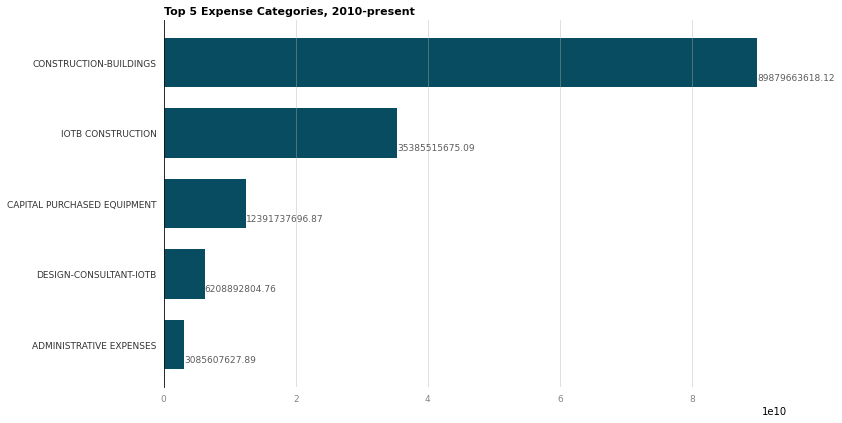 Top 5 Expense Categories, 2010-present
CONSTRUCTION-BUILDINGS
89879663618.12
IOTB CONSTRUCTION
35385515675.09
CAPITAL PURCHASED EQUIPMENT
12391737696.87
DESIGN-CONSULTANT-IOTB
6208892804.76
ADMINISTRATIVE EXPENSES
3085607627.89
0 2 4 6 8
1e10